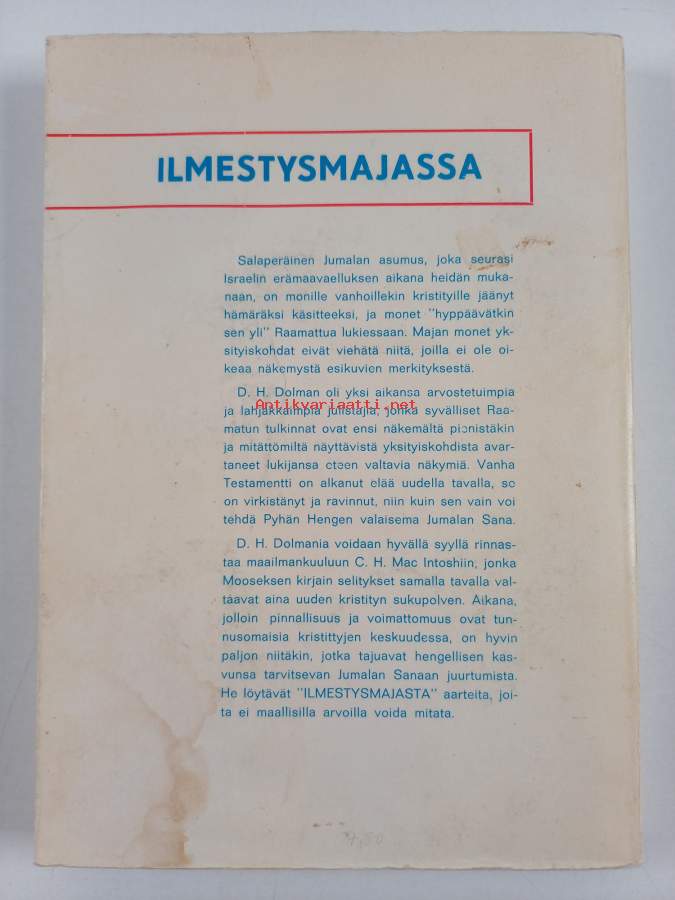 ILMESTYSMAJASSA
Salaperäinen Jumalan asumus, joka seurasi
Israelin erämaavaelluksen aikana heidän muka-
naan, on monille vanhoillekin kristityille jäänyt
hämäräksi käsitteeksi, ja monet "hyppäävätkin
sen yli" Raamattua lukiessaan. Majan monet yk-
sityiskohdat eivät viehätä niitä, joilla ei ole oi-
keaa näkemystä esikuvien merkityksestä.
D. H. Dolman oli yksi aikansa arvostetuimpia
Antikvariaatti.net
ja lahjakkaimpia julistajia, jonka syvälliset Raa-
matun tulkinnat ovat ensi näkemältä pienistäkin
ja mitättömiltä näyttävistä yksityiskohdista avar-
taneet lukijansa eteen valtavia näkymiä. Vanha
Testamentti on alkanut elää uudella tavalla, se
on virkistänyt ja ravinnut, niin kuin sen vain voi
tehdä Pyhän Hengen valaisema Jumalan Sana.
D. H. Dolmania voidaan hyvällä syyllä rinnas-
taa maailmankuuluun C. H. Mac Intoshiin, jonka
Mooseksen kirjain selitykset samalla tavalla val-
taavat aina uuden kristityn sukupolven. Aikana,
jolloin pinnallisuus ja voimattomuus ovat tun-
nusomaisia kristittyjen keskuudessa, on hyvin
paljon niitäkin, jotka tajuavat hengellisen kas-
vunsa tarvitsevan Jumalan Sanaan juurtumista.
He löytävät "ILMESTYSMAJASTA" aarteita, joi-
ta ei maallisilla arvoilla voida mitata.